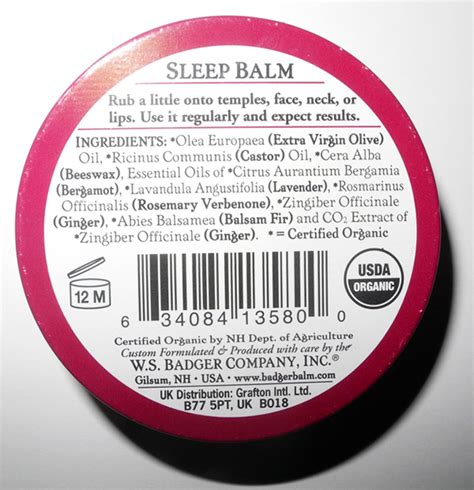 SLEEP BALM
Rub a little onto temples, face, neck, or
lips. Use it regularly and expect results.
INGREDIENTS: *Olea Europaea (Extra Virgin Olive)
Oil, *Ricinus Communis (Castor) Oil, *Cera Alba
(Beeswax), Essential Oils of *Citrus Aurantium Bergamia
(Bergamot), *Lavandula Angustifolia (Lavender), *Rosmarinus
Officinalis (Rosemary Verbenone), *Zingiber Officinale
(Ginger), *Abies Balsamea (Balsam Fir) and CO2 Extract of
*Zingiber Officinale (Ginger). *=Certified Organic
12 M
USDA
ORGANIC
6 34084 13580 0
Certified Organic by NH Dept. of Agriculture
Custom Formulated & Produced with care by the
W.S. BADGER COMPANY, INC.®
Gilsum, NH • USA • www.badgerbalm.com
UK Distribution: Grafton Intl. Ltd.
B77 5PT, UK B018